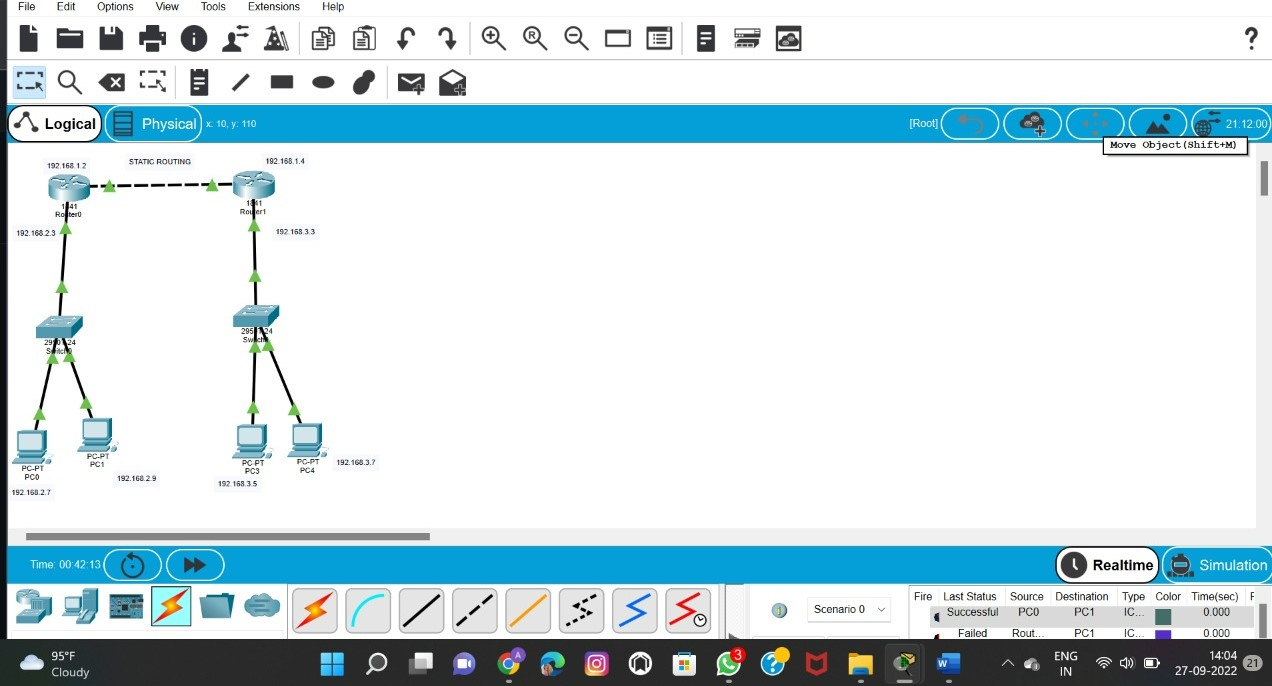 File Edit Options View Tools Extensions Help
Logical Physical x: 10, y: 110 [Root] 21:12:00
Move Object(Shift+M)
192.168.1.2 STATIC ROUTING 192.168.1.4
1841
Router0
1841
Router1
192.168.2.3 192.168.3.3
2950-24
Switch0
2950-24
PC-PT
PC0
PC-PT
PC1
PC-PT
PC3
PC-PT
PC4
192.168.3.7
192.168.2.9
192.168.3.5
192.168.2.7
Time: 00:42:13 Realtime Simulation
Scenario 0
Fire Last Status Source Destination Type Color Time(sec) F
Successful PC0 PC1 IC... 0.000
Failed Rout... PC1 IC... 0.000
95°F
Cloudy
3
ENG
IN
14:04
27-09-2022
21